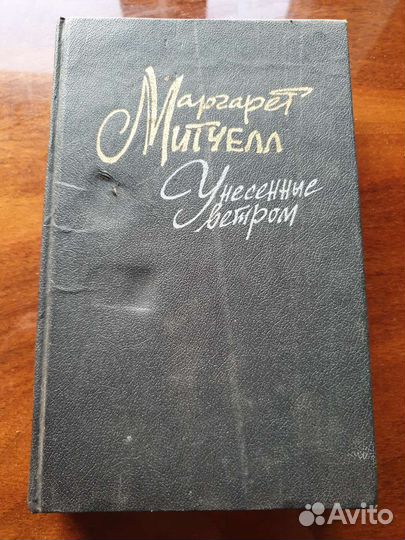 Маргарет
Митчелл
Унесенные
ветром
Avito